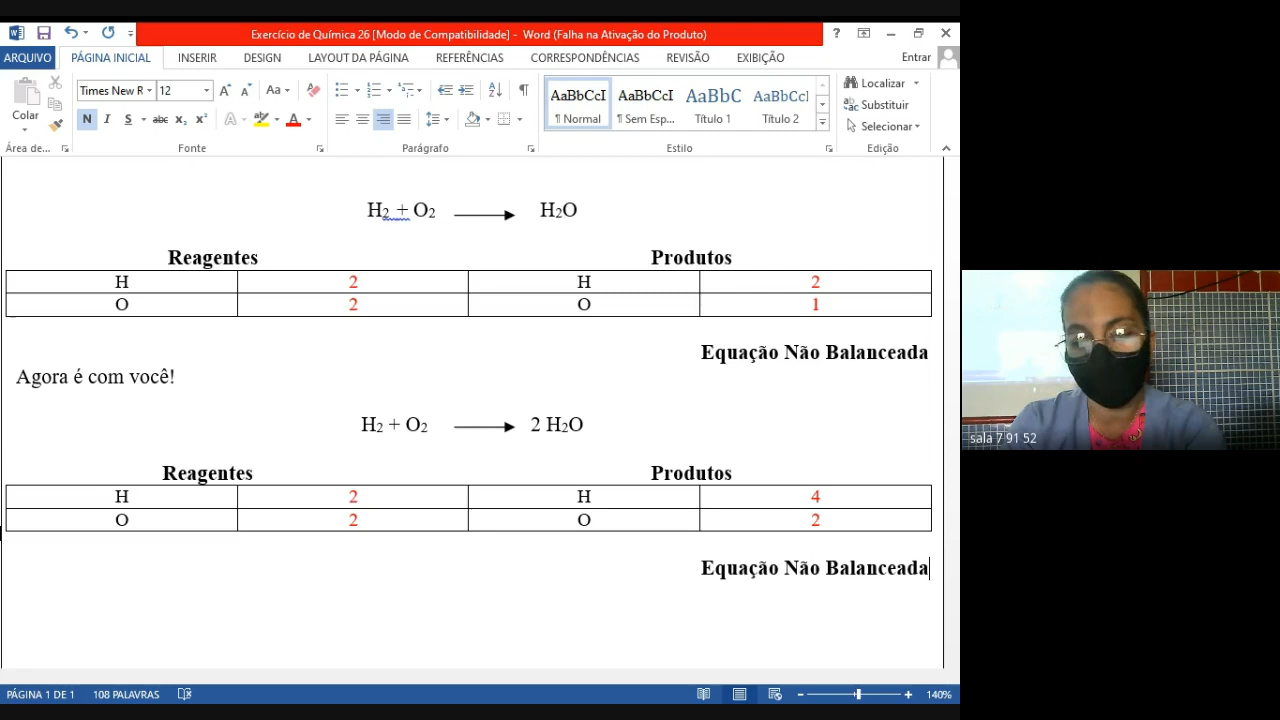 Exercício de Química 26 [Modo de Compatibilidade] - Word (Falha na Ativação do Produto)
ARQUIVO PÁGINA INICIAL INSERIR DESIGN LAYOUT DA PÁGINA REFERÊNCIAS CORRESPONDÊNCIAS REVISÃO EXIBIÇÃO Entrar
Colar
Times New R 12
Aa
N I S abc x₂ x²
AaBbCcI AaBbCcI AaBbC AaBbCcI
¶ Normal ¶ Sem Esp... Título 1 Título 2
Localizar
Substituir
Selecionar
Área de... Fonte Parágrafo Estilo Edição
H₂ + O₂ → H₂O
Reagentes Produtos
H 2 H 2
O 2 O 1
Equação Não Balanceada
Agora é com você!
H₂ + O₂ → 2 H₂O
Reagentes Produtos
H 2 H 4
O 2 O 2
Equação Não Balanceada
sala 7 91 52
PÁGINA 1 DE 1 108 PALAVRAS 140%